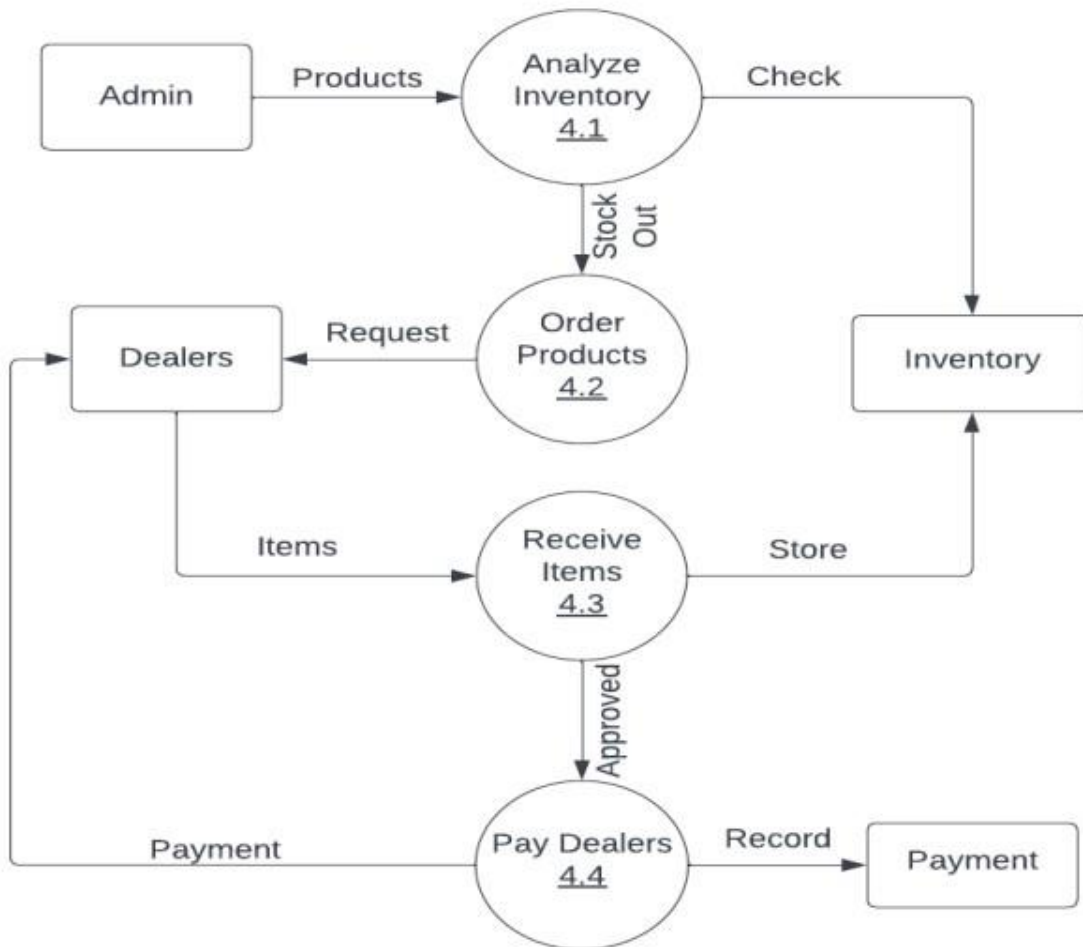 Admin
Products
Analyze
Inventory
4.1
Check
Stock
Out
Dealers
Request
Order
Products
4.2
Inventory
Items
Receive
Items
4.3
Store
Approved
Payment
Pay Dealers
4.4
Record
Payment